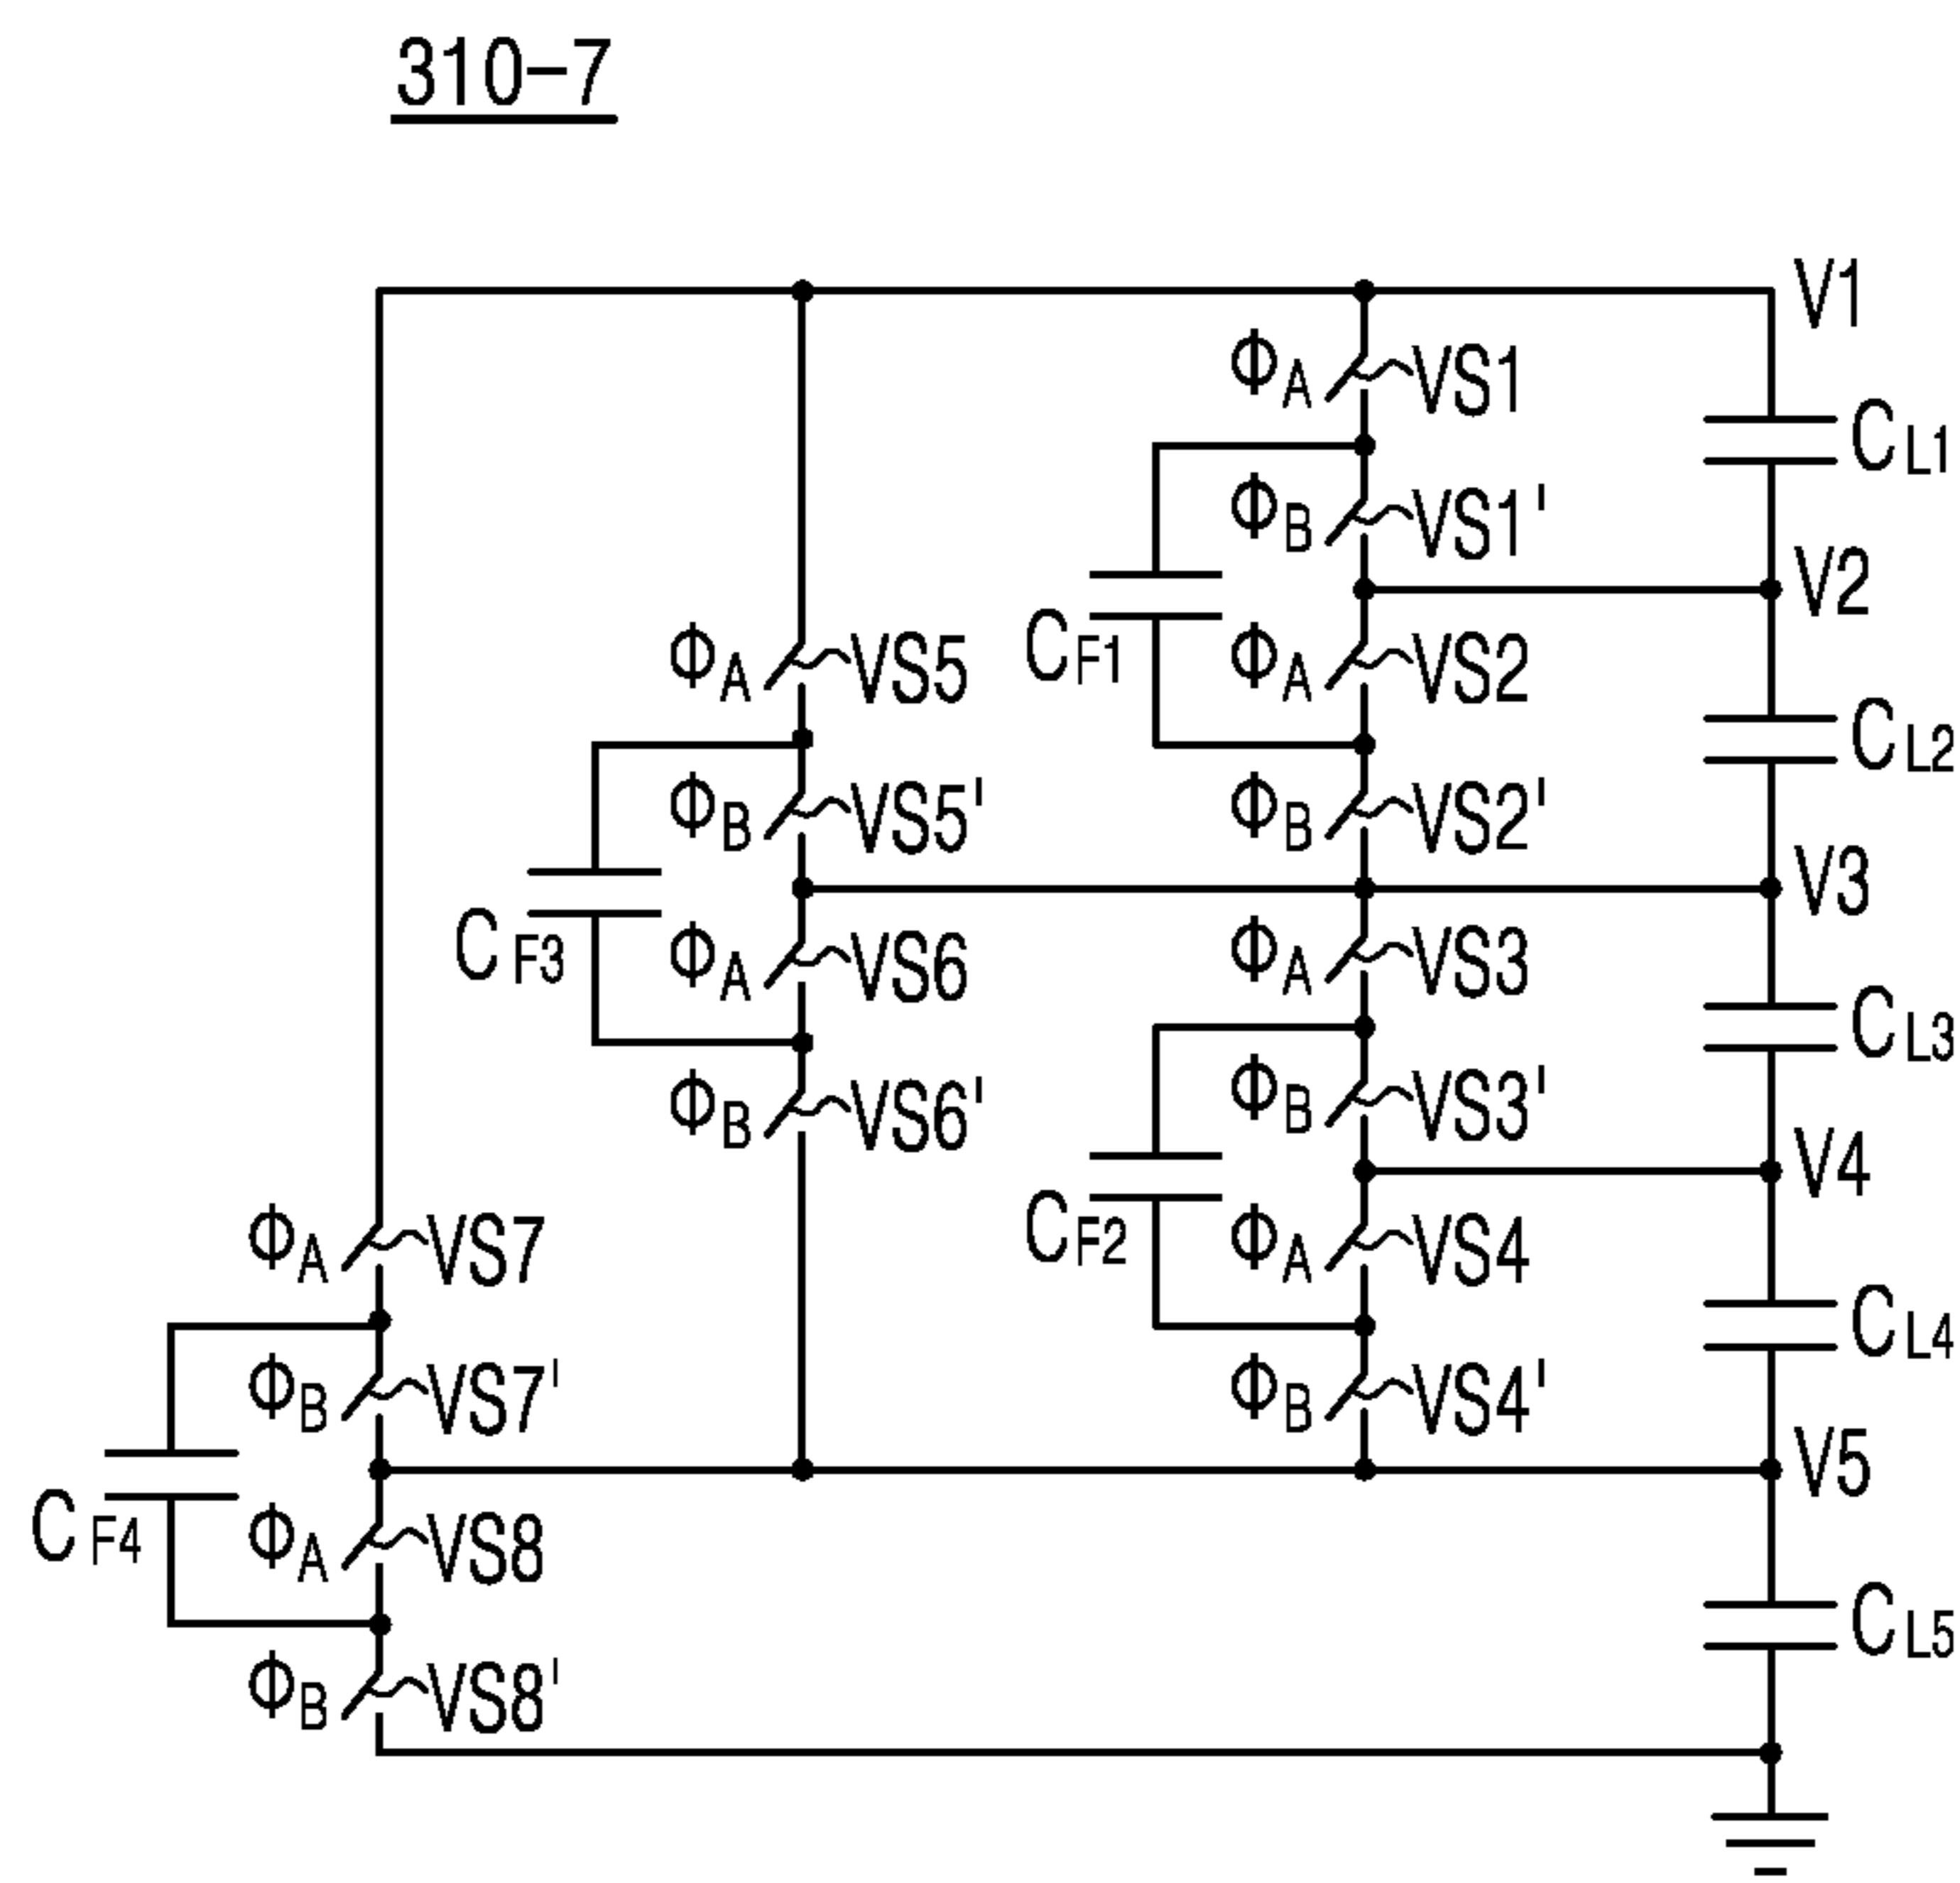 310-7
V1
ΦA VS1
CL1
ΦB VS1'
V2
CF1
ΦA VS5
ΦA VS2
CL2
ΦB VS5'
ΦB VS2'
V3
CF3
ΦA VS6
ΦA VS3
CL3
ΦB VS6'
ΦB VS3'
V4
CF2
ΦA VS7
ΦA VS4
CL4
ΦB VS7'
ΦB VS4'
V5
CF4
ΦA VS8
CL5
ΦB VS8'